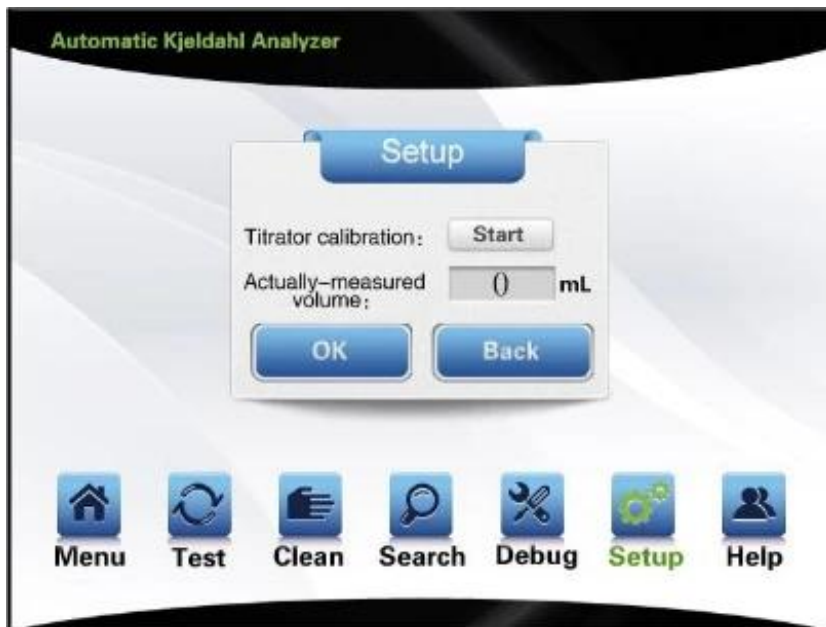 Automatic Kjeldahl Analyzer
Setup
Titrator calibration: Start
Actually-measured
volume: 0 mL
OK Back
Menu Test Clean Search Debug Setup Help